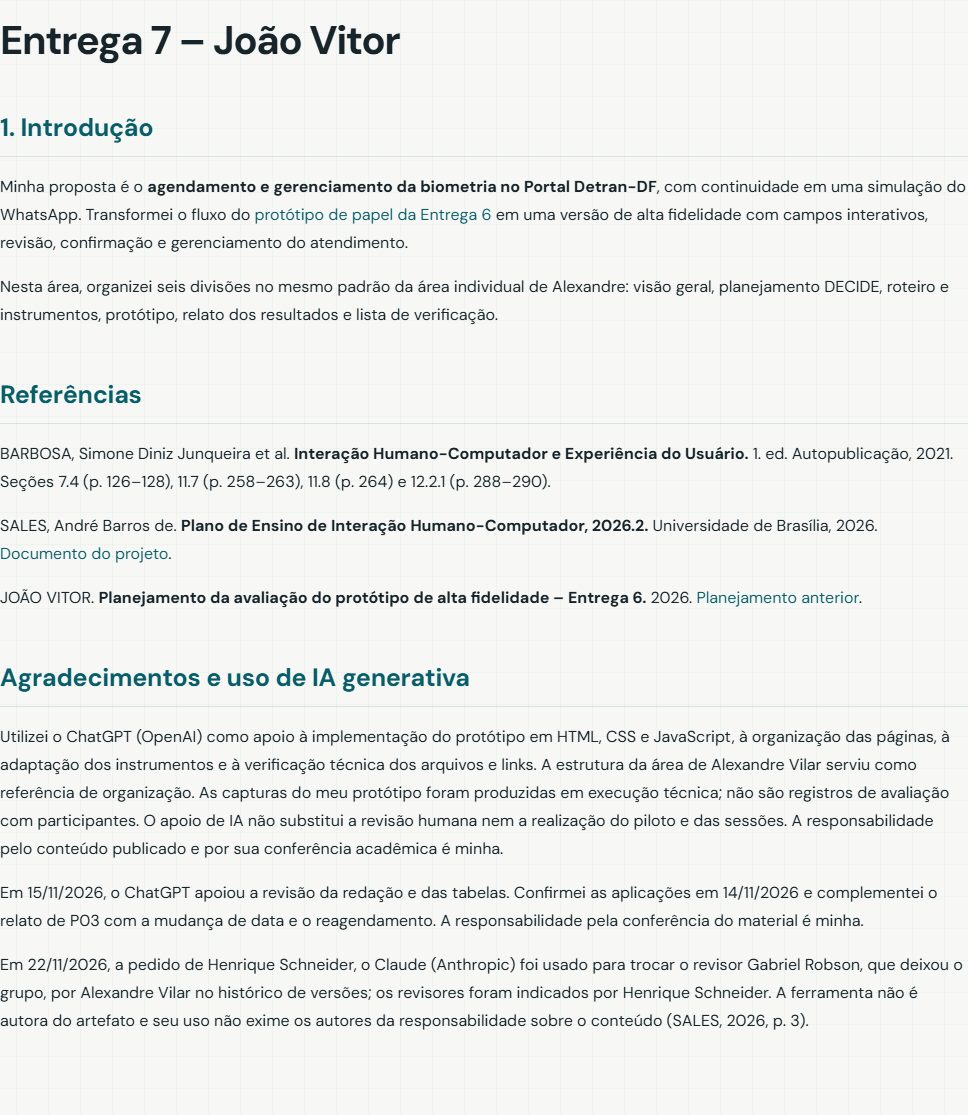 Entrega 7 – João Vitor
1. Introdução
Minha proposta é o agendamento e gerenciamento da biometria no Portal Detran-DF, com continuidade em uma simulação do
WhatsApp. Transformei o fluxo do protótipo de papel da Entrega 6 em uma versão de alta fidelidade com campos interativos,
revisão, confirmação e gerenciamento do atendimento.
Nesta área, organizei seis divisões no mesmo padrão da área individual de Alexandre: visão geral, planejamento DECIDE, roteiro e
instrumentos, protótipo, relato dos resultados e lista de verificação.
Referências
BARBOSA, Simone Diniz Junqueira et al. Interação Humano-Computador e Experiência do Usuário. 1. ed. Autopublicação, 2021.
Seções 7.4 (p. 126–128), 11.7 (p. 258–263), 11.8 (p. 264) e 12.2.1 (p. 288–290).
SALES, André Barros de. Plano de Ensino de Interação Humano-Computador, 2026.2. Universidade de Brasília, 2026.
Documento do projeto.
JOÃO VITOR. Planejamento da avaliação do protótipo de alta fidelidade – Entrega 6. 2026. Planejamento anterior.
Agradecimentos e uso de IA generativa
Utilizei o ChatGPT (OpenAI) como apoio à implementação do protótipo em HTML, CSS e JavaScript, à organização das páginas, à
adaptação dos instrumentos e à verificação técnica dos arquivos e links. A estrutura da área de Alexandre Vilar serviu como
referência de organização. As capturas do meu protótipo foram produzidas em execução técnica; não são registros de avaliação
com participantes. O apoio de IA não substitui a revisão humana nem a realização do piloto e das sessões. A responsabilidade
pelo conteúdo publicado e por sua conferência acadêmica é minha.
Em 15/11/2026, o ChatGPT apoiou a revisão da redação e das tabelas. Confirmei as aplicações em 14/11/2026 e complementei o
relato de P03 com a mudança de data e o reagendamento. A responsabilidade pela conferência do material é minha.
Em 22/11/2026, a pedido de Henrique Schneider, o Claude (Anthropic) foi usado para trocar o revisor Gabriel Robson, que deixou o
grupo, por Alexandre Vilar no histórico de versões; os revisores foram indicados por Henrique Schneider. A ferramenta não é
autora do artefato e seu uso não exime os autores da responsabilidade sobre o conteúdo (SALES, 2026, p. 3).